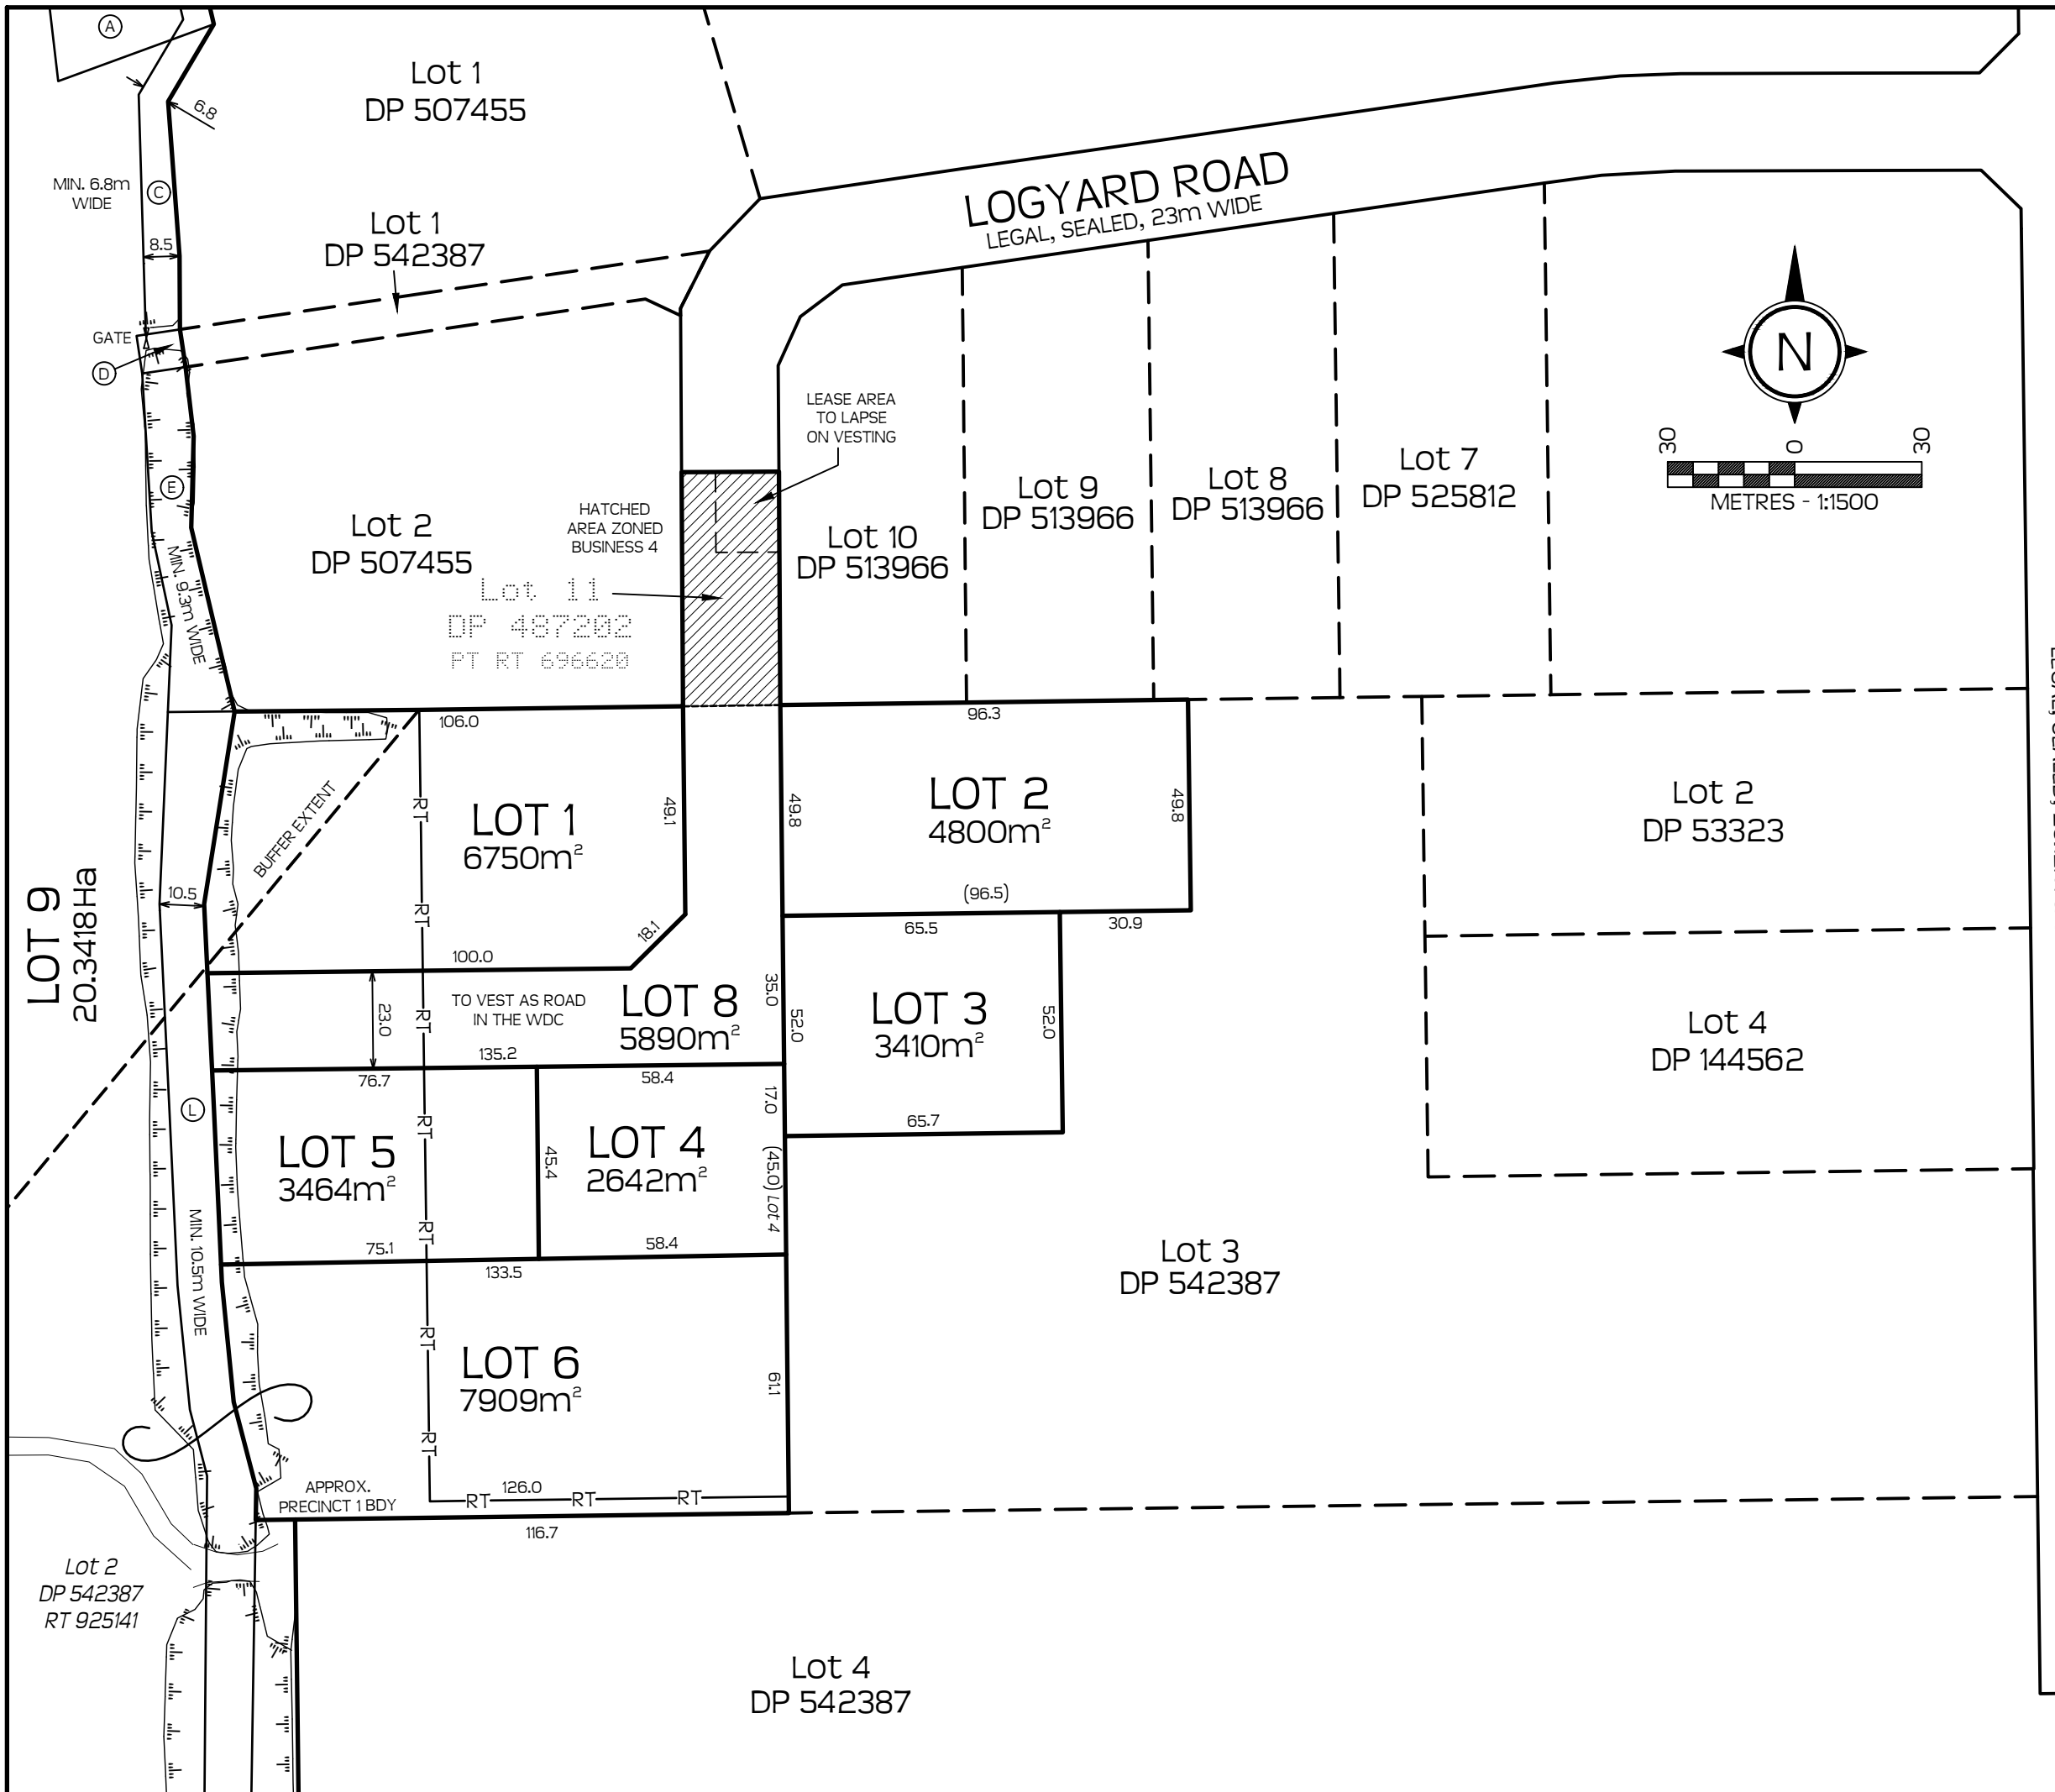 A
Lot 1
DP 507455
6.8
MIN. 6.8m
WIDE
C
8.5
Lot 1
DP 542387
LOGYARD ROAD
LEGAL, SEALED, 23m WIDE
GATE
D
N
LEASE AREA
TO LAPSE
ON VESTING
30 0 30
METRES - 1:1500
E
MIN. 9.3m WIDE
Lot 2
DP 507455
HATCHED
AREA ZONED
BUSINESS 4
Lot 11
DP 487202
PT RT 696620
Lot 10
DP 513966
Lot 9
DP 513966
Lot 8
DP 513966
Lot 7
DP 525812
106.0
96.3
BUFFER EXTENT
RT
LOT 1
6750m²
49.1
49.8
LOT 2
4800m²
49.8
(96.5)
Lot 2
DP 53323
LOT 9
20.3418Ha
10.5
RT
18.1
100.0
65.5
30.9
23.0
RT
TO VEST AS ROAD
IN THE WDC
LOT 8
5890m²
135.2
35.0
52.0
LOT 3
3410m²
52.0
65.7
Lot 4
DP 144562
L
76.7
58.4
17.0
RT
LOT 5
3464m²
45.4
LOT 4
2642m²
(45.0) Lot 4
RT
75.1
58.4
133.5
MIN. 10.5m WIDE
Lot 3
DP 542387
RT
LOT 6
7909m²
61.1
RT
APPROX.
PRECINCT 1 BDY
126.0
RT RT RT
116.7
Lot 2
DP 542387
RT 925141
Lot 4
DP 542387